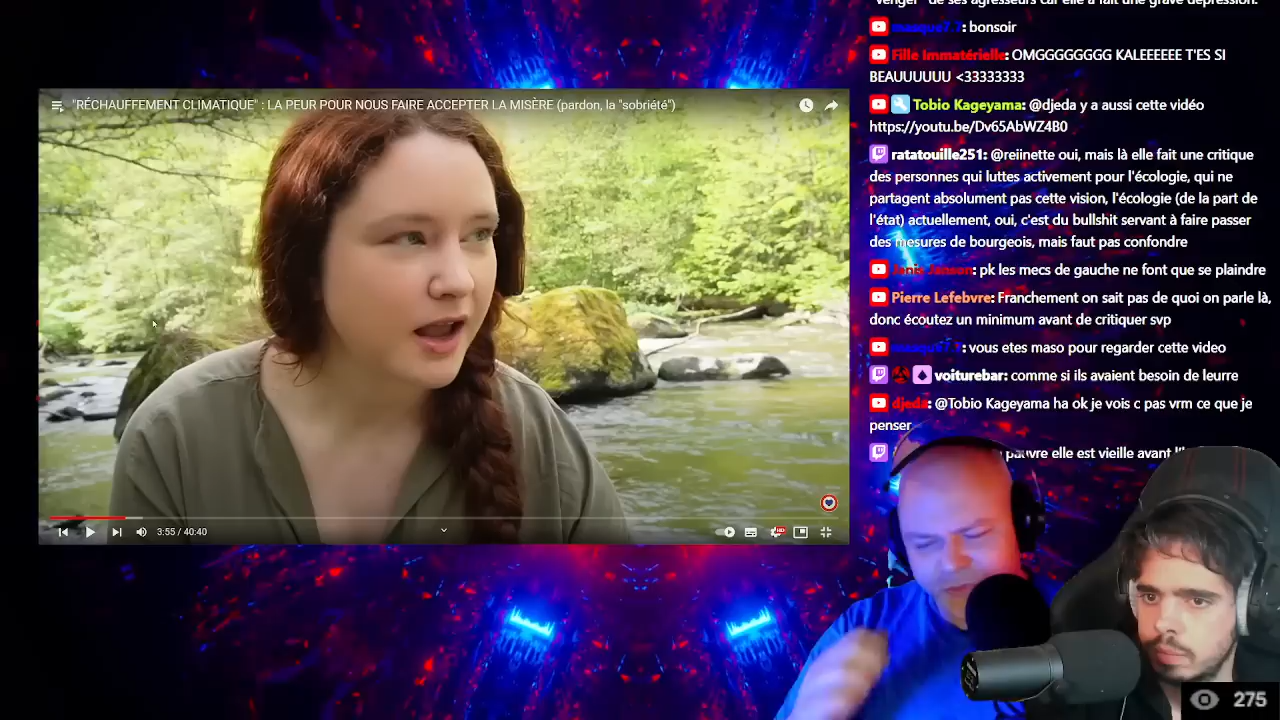 "venger" de ses agresseurs car elle a fait une grave dépression.
masque7.7: bonsoir
Fille Immatérielle: OMGGGGGGGG KALEEEEEE T'ES SI
BEAUUUUUU <33333333
"RÉCHAUFFEMENT CLIMATIQUE" : LA PEUR POUR NOUS FAIRE ACCEPTER LA MISÈRE (pardon, la "sobriété")
Tobio Kageyama: @djeda y a aussi cette vidéo
https://youtu.be/Dv65AbWZ4B0
ratatouille251: @reiinette oui, mais là elle fait une critique
des personnes qui luttes activement pour l'écologie, qui ne
partagent absolument pas cette vision, l'écologie (de la part de
l'état) actuellement, oui, c'est du bullshit servant à faire passer
des mesures de bourgeois, mais faut pas confondre
Janis Janson: pk les mecs de gauche ne font que se plaindre
Pierre Lefebvre: Franchement on sait pas de quoi on parle là,
donc écoutez un minimum avant de critiquer svp
masque7.7: vous etes maso pour regarder cette video
voiturebar: comme si ils avaient besoin de leurre
djeda: @Tobio Kageyama ha ok je vois c pas vrm ce que je
penser
pauvre elle est vieille avant
3:55 / 40:40
HD
275